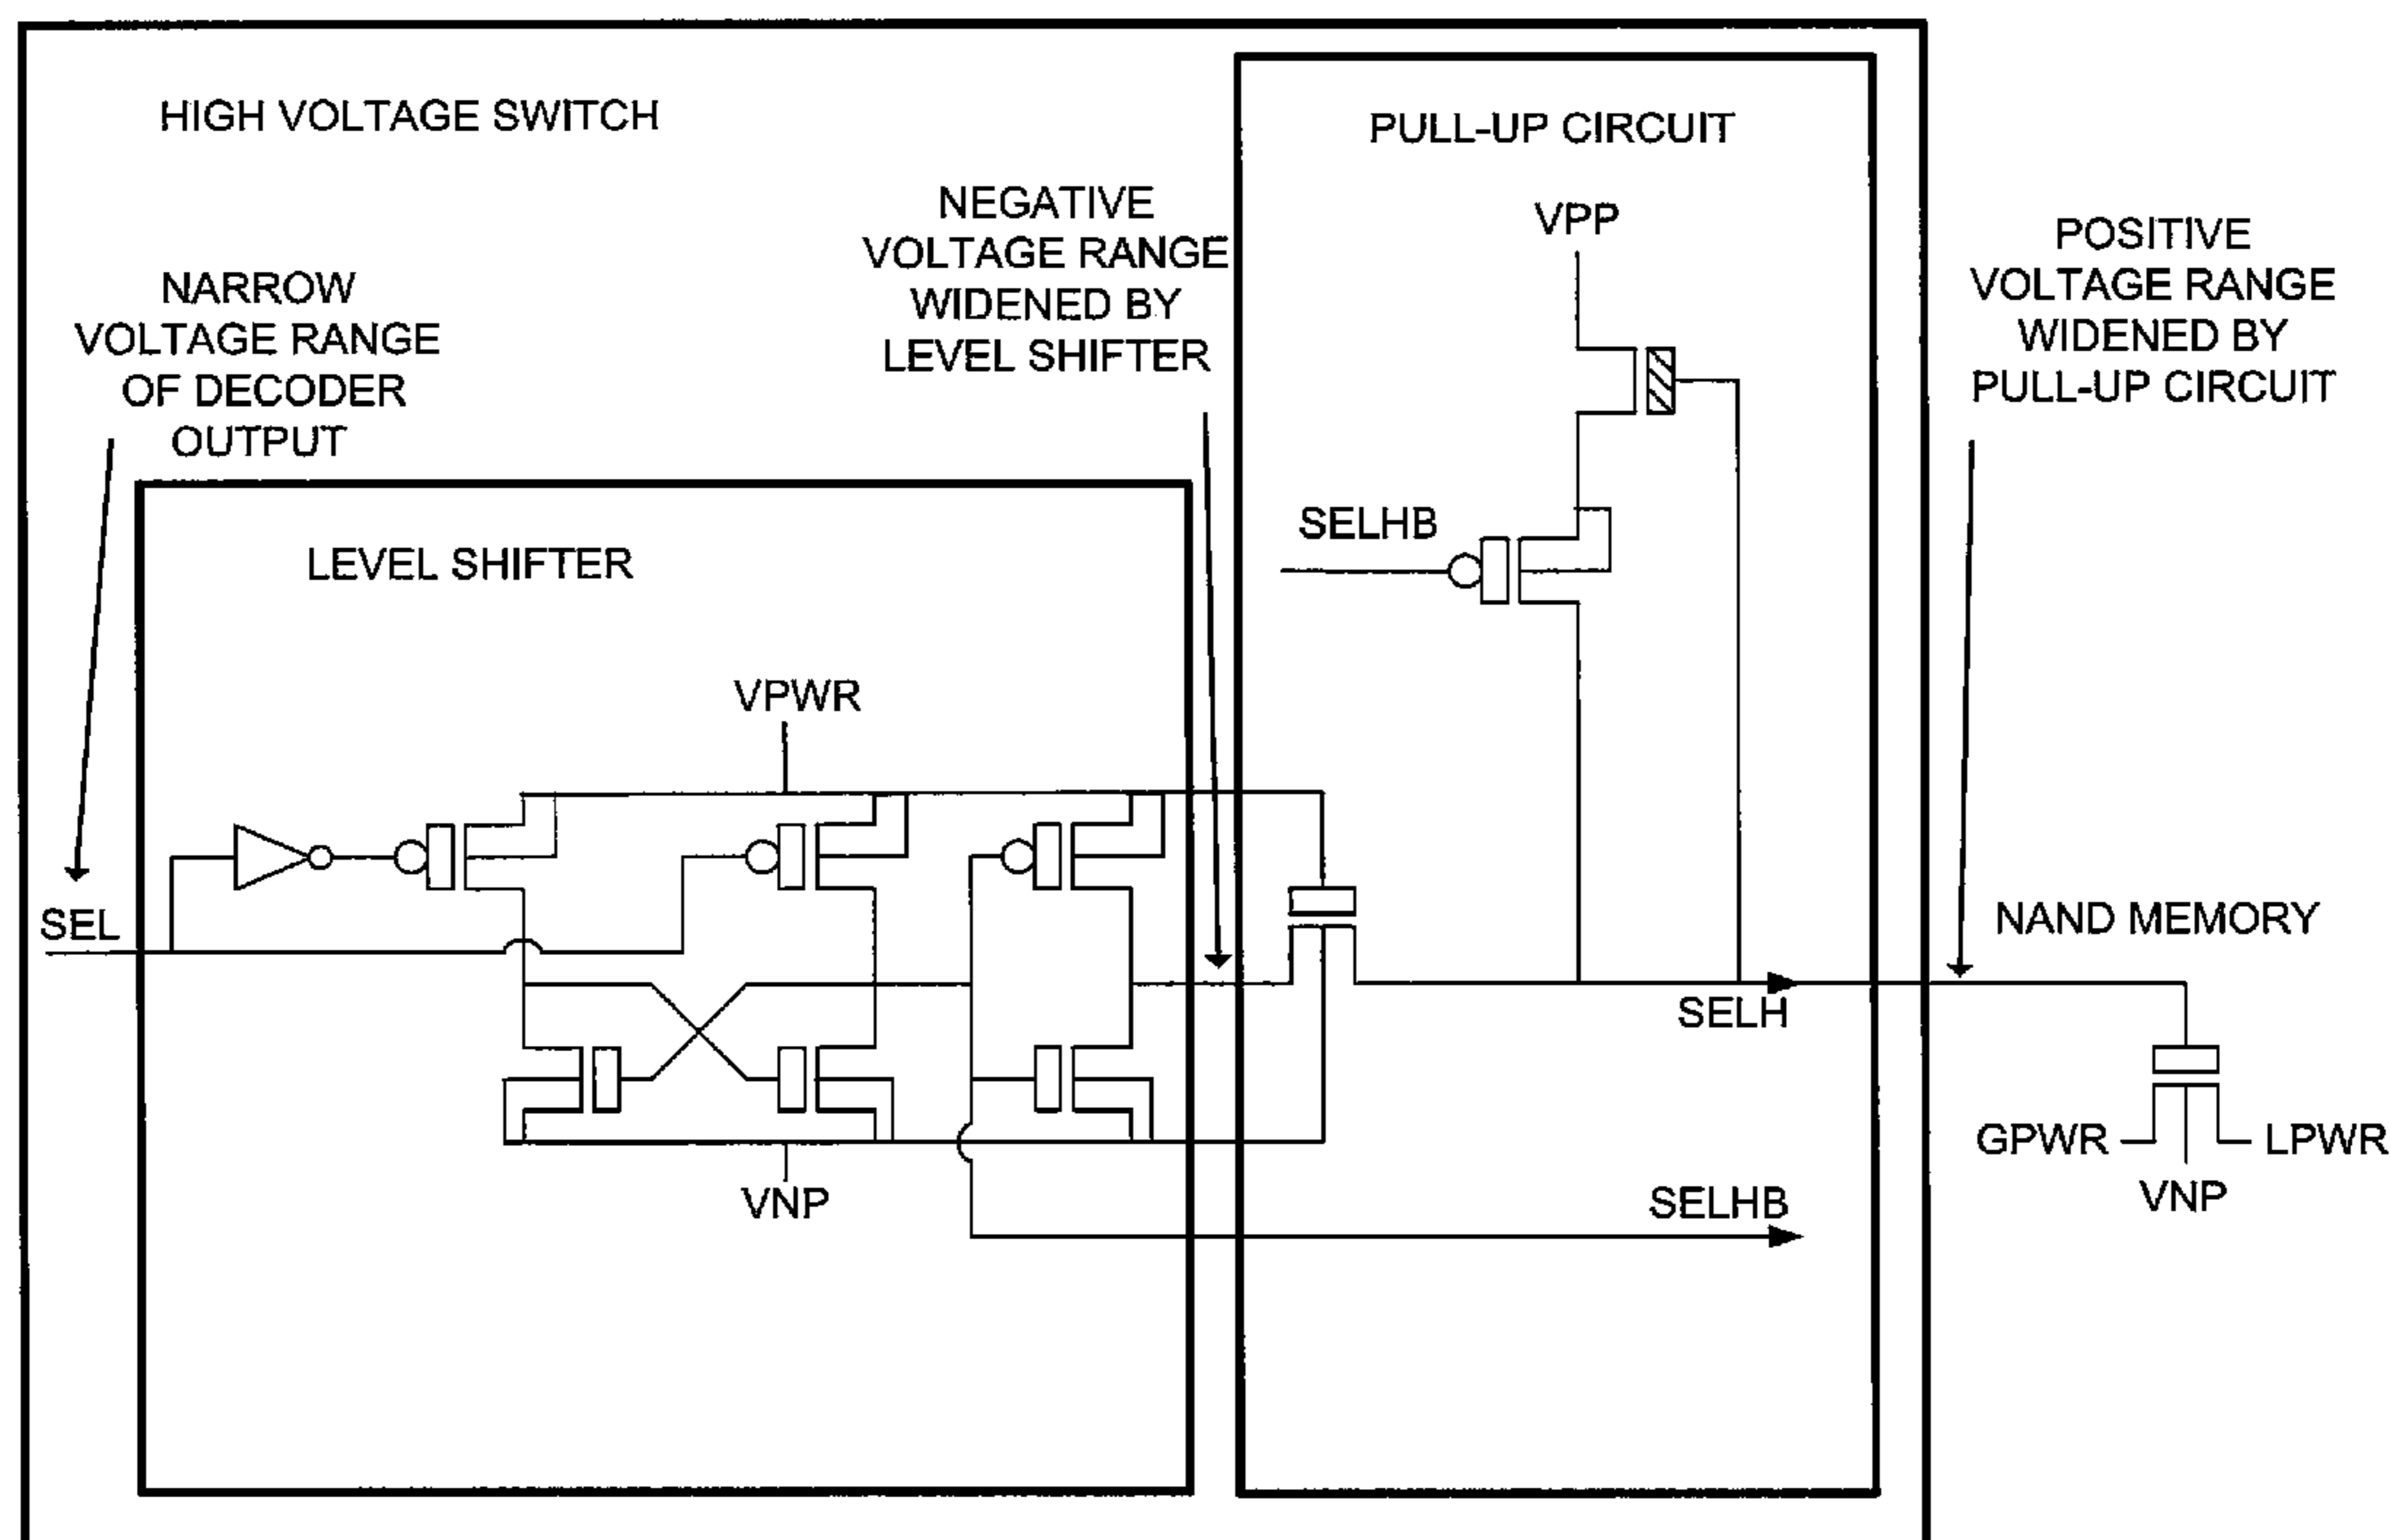 HIGH VOLTAGE SWITCH
PULL-UP CIRCUIT
NEGATIVE
VOLTAGE RANGE
WIDENED BY
LEVEL SHIFTER
VPP
POSITIVE
VOLTAGE RANGE
WIDENED BY
PULL-UP CIRCUIT
NARROW
VOLTAGE RANGE
OF DECODER
OUTPUT
SELHB
LEVEL SHIFTER
VPWR
SEL
NAND MEMORY
SELH
GPWR
LPWR
VNP
VNP
SELHB